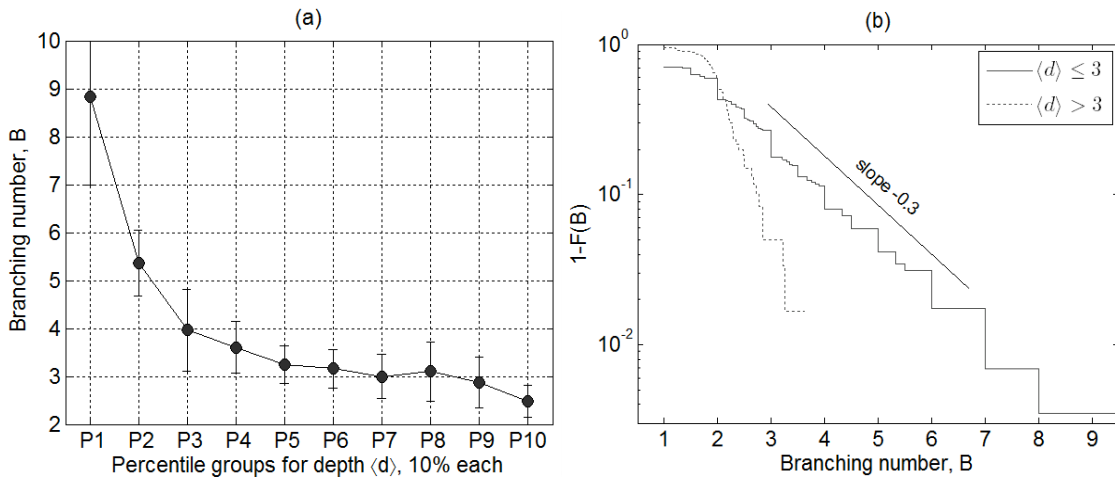 (a)
10
9
8
7
6
5
4
3
2
Branching number, B
P1 P2 P3 P4 P5 P6 P7 P8 P9 P10
Percentile groups for depth ⟨d⟩, 10% each
(b)
10^0
10^-1
10^-2
1-F(B)
⟨d⟩ ≤ 3
⟨d⟩ > 3
slope -0.3
1 2 3 4 5 6 7 8 9
Branching number, B